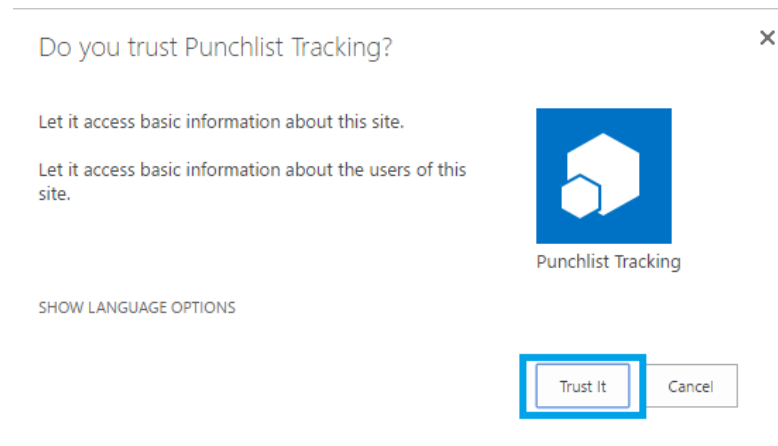 Do you trust Punchlist Tracking?
Let it access basic information about this site.
Let it access basic information about the users of this
site.
Punchlist Tracking
SHOW LANGUAGE OPTIONS
Trust It
Cancel